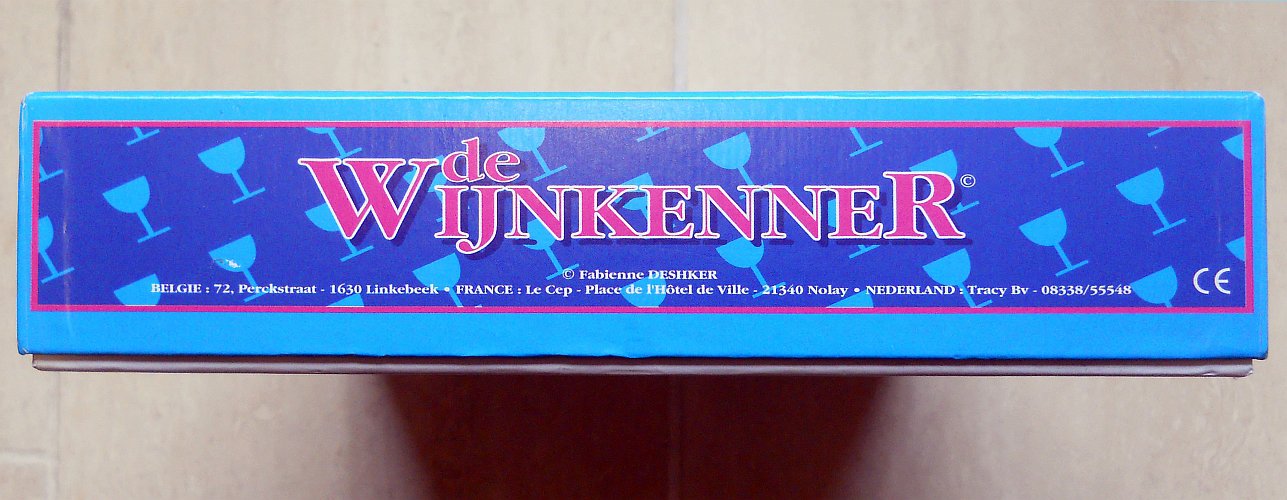 de
WIJNKENNER©
© Fabienne DESHKER
BELGIE : 72, Perckstraat - 1630 Linkebeek • FRANCE : Le Cep - Place de l'Hôtel de Ville - 21340 Nolay • NEDERLAND : Tracy Bv - 08338/55548
CE